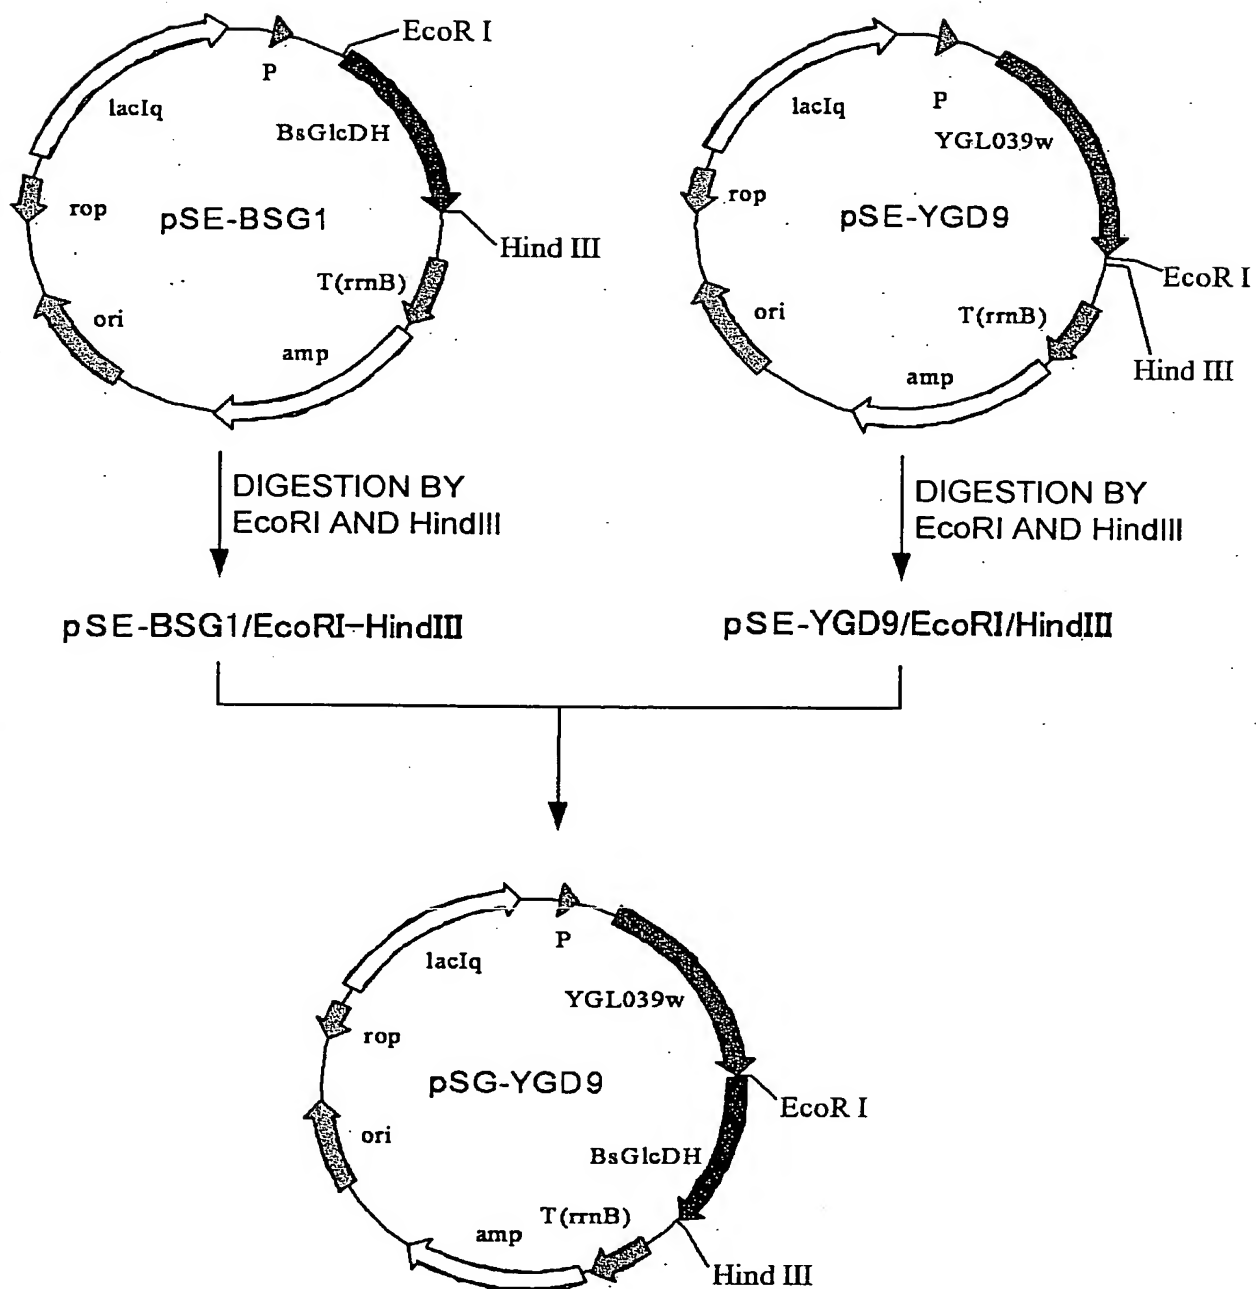 EcoR I
P
lacIq
BsGlcDH
rop
pSE-BSG1
Hind III
T(rrnB)
ori
amp
P
lacIq
YGL039w
rop
pSE-YGD9
EcoR I
T(rrnB)
ori
Hind III
amp
DIGESTION BY
EcoRI AND HindIII
DIGESTION BY
EcoRI AND HindIII
pSE-BSG1/EcoRI-HindIII
pSE-YGD9/EcoRI/HindIII
P
lacIq
YGL039w
rop
pSG-YGD9
EcoR I
ori
BsGlcDH
T(rrnB)
amp
Hind III